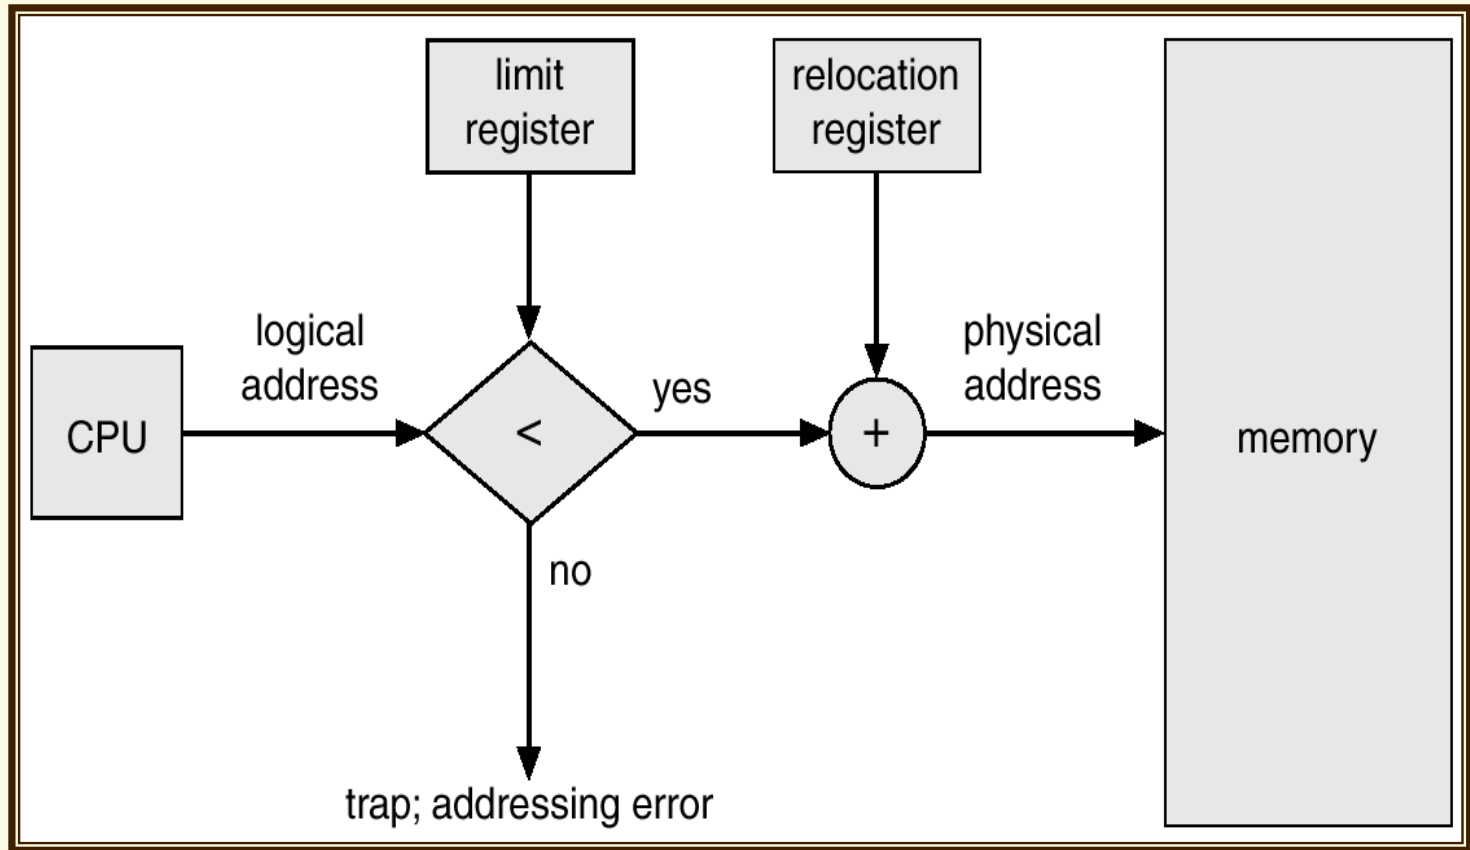 limit
register
relocation
register
logical
address
yes
physical
address
CPU
<
+
memory
no
trap; addressing error